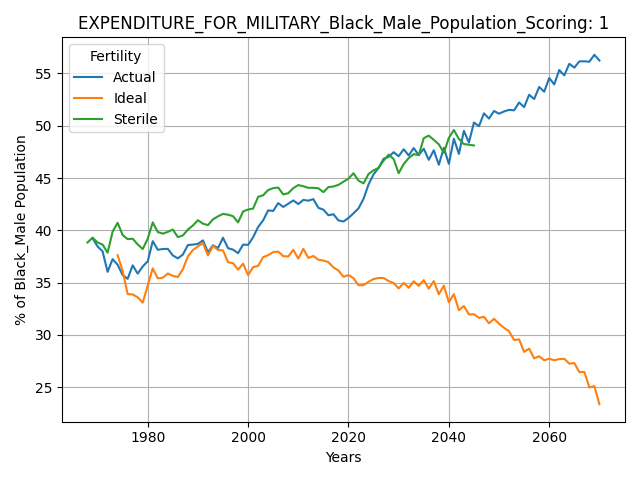 EXPENDITURE_FOR_MILITARY_Black_Male_Population_Scoring: 1
Fertility
Actual
Ideal
Sterile
% of Black_Male Population
55
50
45
40
35
30
25
1980
2000
2020
2040
2060
Years